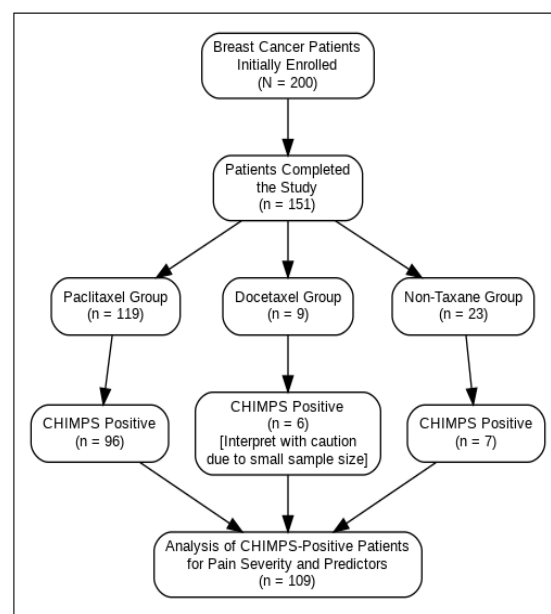 Breast Cancer Patients
Initially Enrolled
(N = 200)
Patients Completed
the Study
(n = 151)
Paclitaxel Group
(n = 119)
Docetaxel Group
(n = 9)
Non-Taxane Group
(n = 23)
CHIMPS Positive
(n = 96)
CHIMPS Positive
(n = 6)
[Interpret with caution
due to small sample size]
CHIMPS Positive
(n = 7)
Analysis of CHIMPS-Positive Patients
for Pain Severity and Predictors
(n = 109)